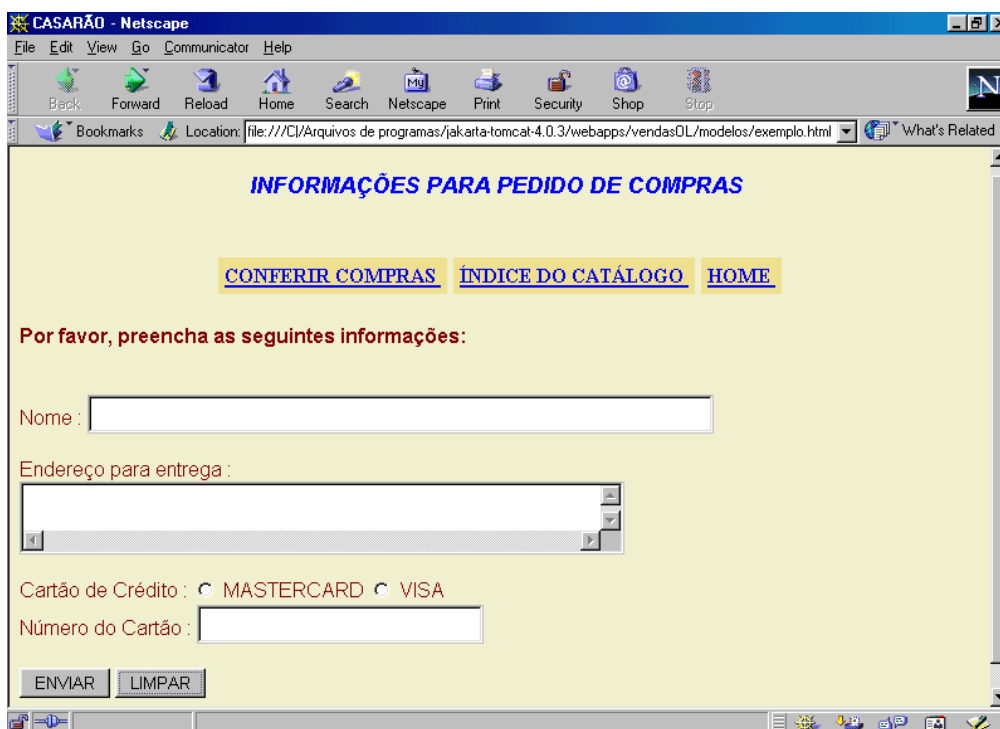 CASARÃO - Netscape
File Edit View Go Communicator Help
Back Forward Reload Home Search Netscape Print Security Shop Stop
My
N
Bookmarks Location: file:///C|/Arquivos de programas/jakarta-tomcat-4.0.3/webapps/vendasOL/modelos/exemplo.html What's Related
INFORMAÇÕES PARA PEDIDO DE COMPRAS
CONFERIR COMPRAS ÍNDICE DO CATÁLOGO HOME
Por favor, preencha as seguintes informações:
Nome :
Endereço para entrega :
Cartão de Crédito : MASTERCARD VISA
Número do Cartão :
ENVIAR LIMPAR